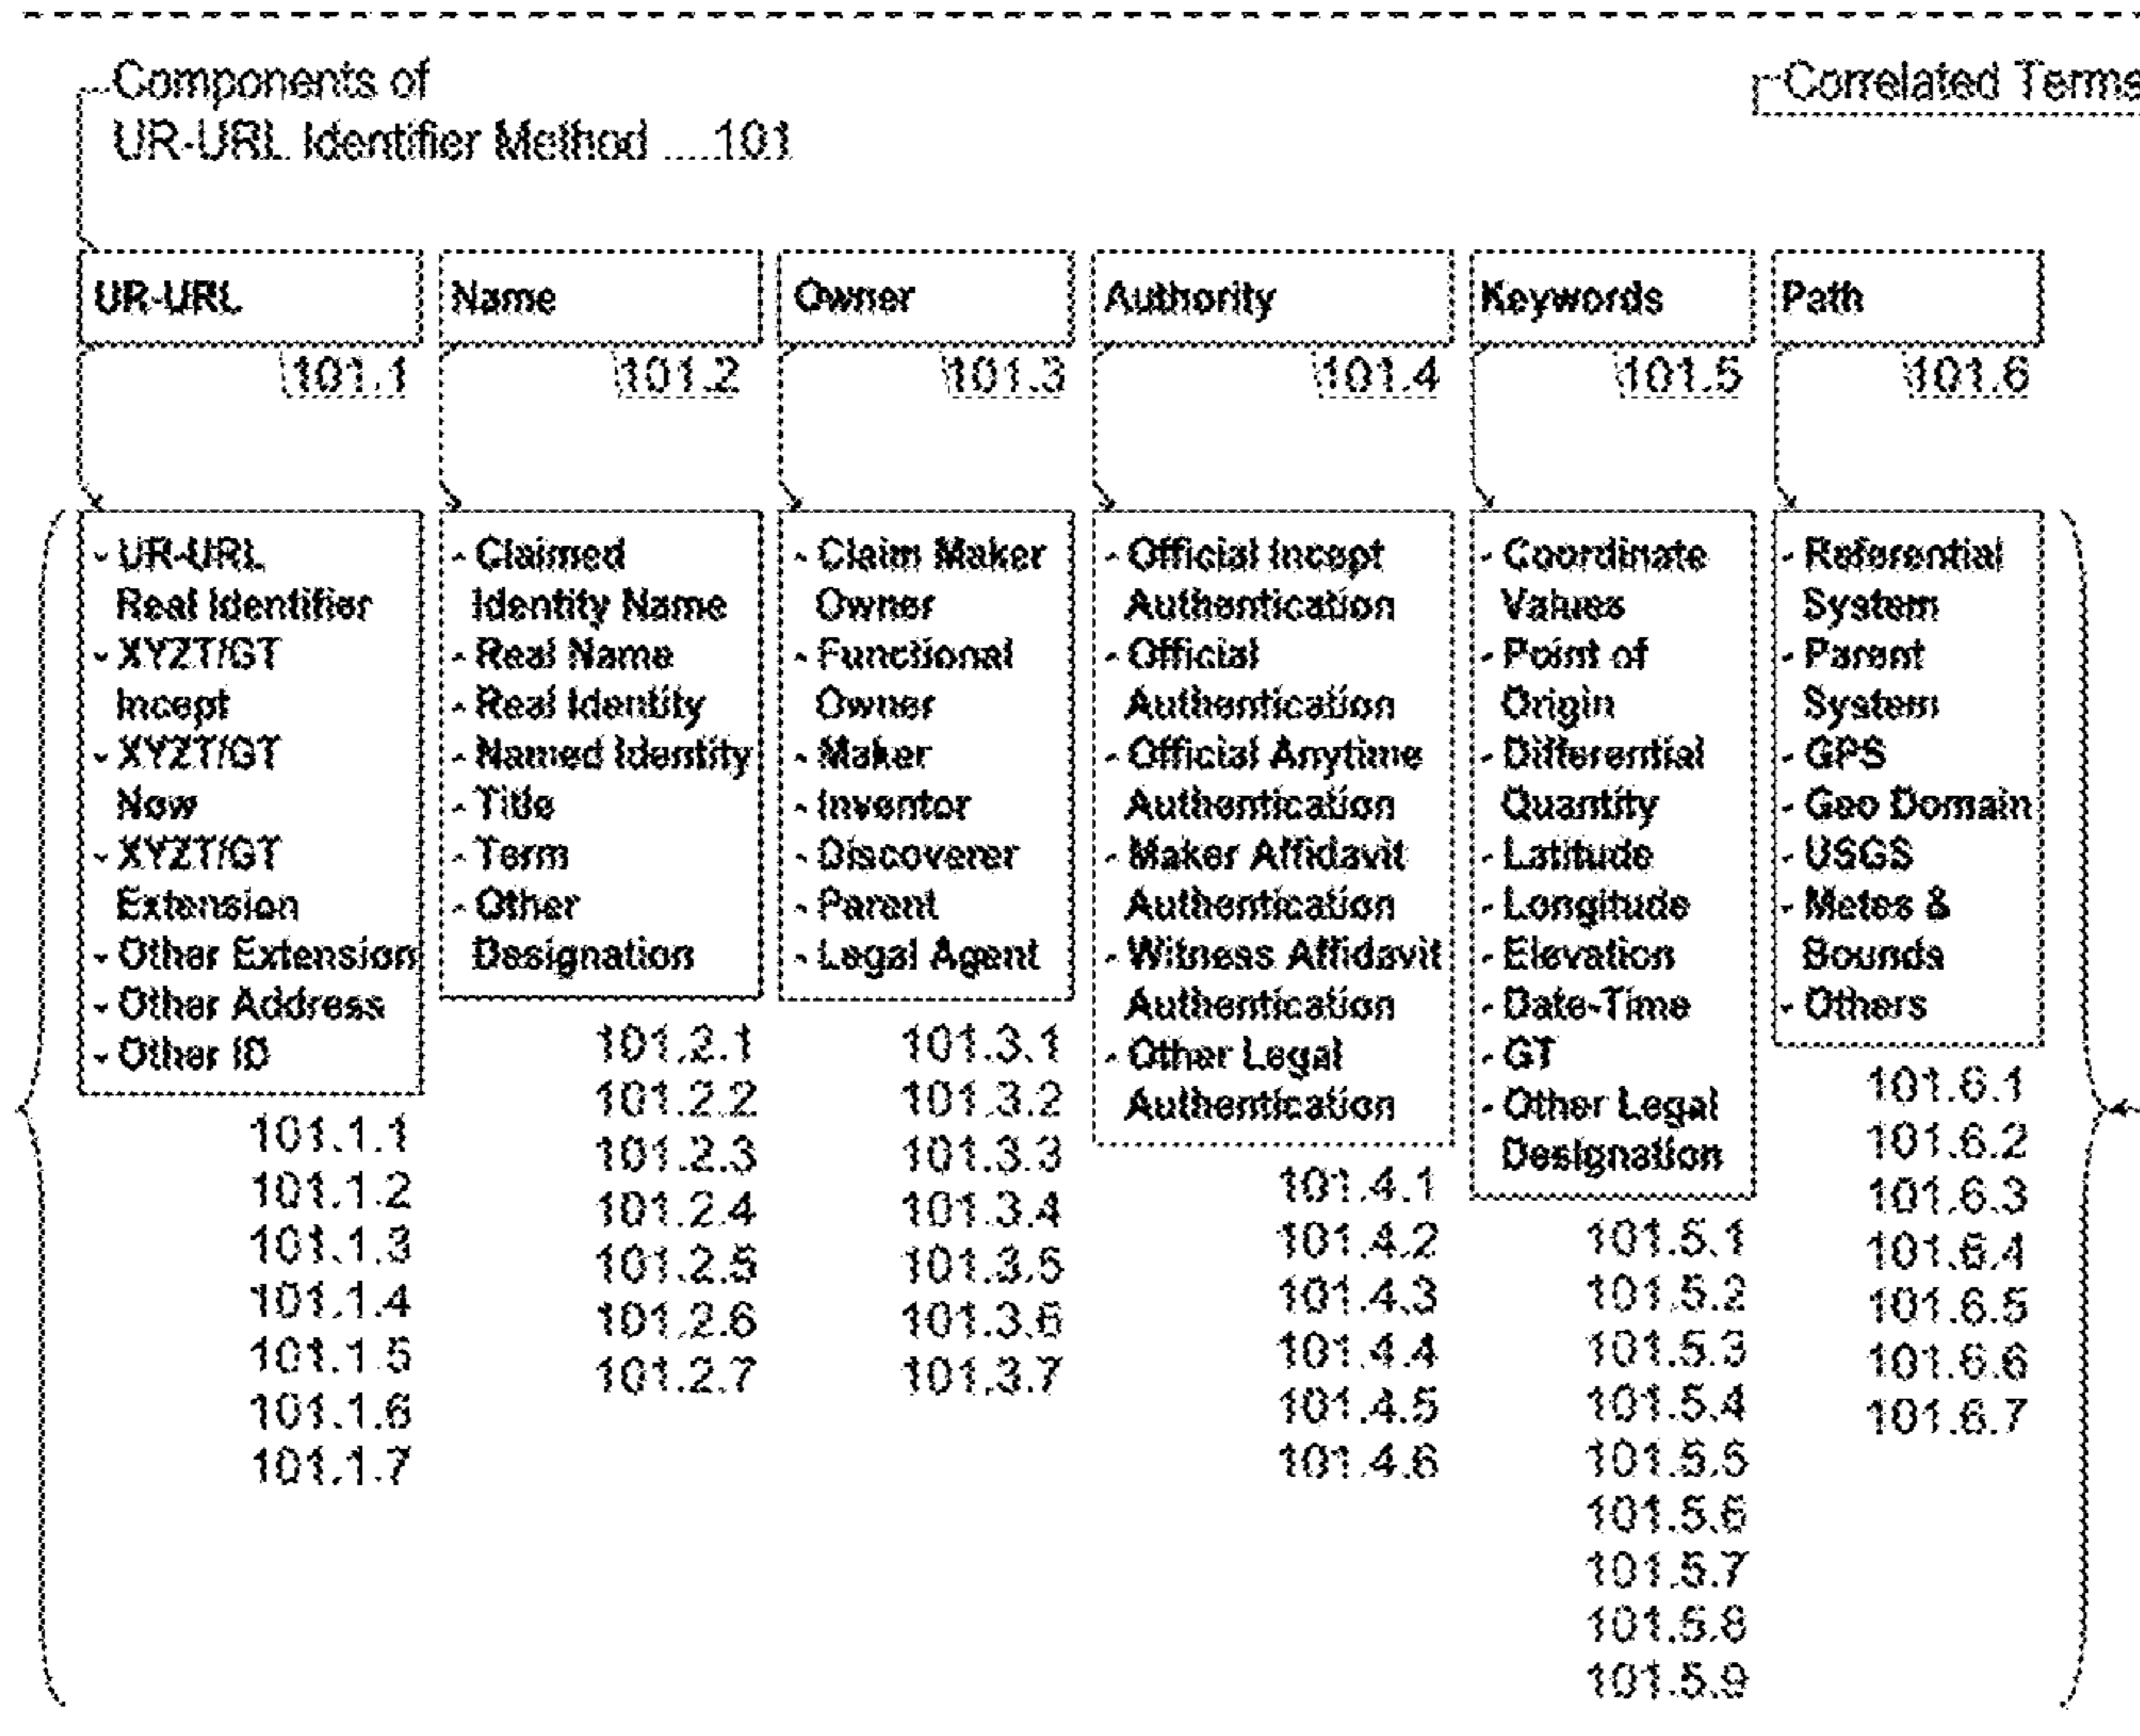 Components of
UR-URL Identifier Method ....101
Correlated Terms
UR-URL
101.1
- UR-URL
Real Identifier
- XYZT/GT
Incept
- XYZT/GT
Now
- XYZT/GT
Extension
- Other Extension
- Other Address
- Other ID
101.1.1
101.1.2
101.1.3
101.1.4
101.1.5
101.1.6
101.1.7
Name
101.2
- Claimed
Identity Name
- Real Name
- Real Identity
- Named Identity
- Title
- Term
- Other
Designation
101.2.1
101.2.2
101.2.3
101.2.4
101.2.5
101.2.6
101.2.7
Owner
101.3
- Claim Maker
Owner
- Functional
Owner
- Maker
- Inventor
- Discoverer
- Parent
- Legal Agent
101.3.1
101.3.2
101.3.3
101.3.4
101.3.5
101.3.6
101.3.7
Authority
101.4
- Official Incept
Authentication
- Official
Authentication
- Official Anytime
Authentication
- Maker Affidavit
Authentication
- Witness Affidavit
Authentication
- Other Legal
Authentication
101.4.1
101.4.2
101.4.3
101.4.4
101.4.5
101.4.6
Keywords
101.5
- Coordinate
Values
- Point of
Origin
- Differential
Quantity
- Latitude
- Longitude
- Elevation
- Date-Time
- GT
- Other Legal
Designation
101.5.1
101.5.2
101.5.3
101.5.4
101.5.5
101.5.6
101.5.7
101.5.8
101.5.9
Path
101.6
- Referential
System
- Parent
System
- GPS
- Geo Domain
- USGS
- Metes &
Bounds
- Others
101.6.1
101.6.2
101.6.3
101.6.4
101.6.5
101.6.6
101.6.7